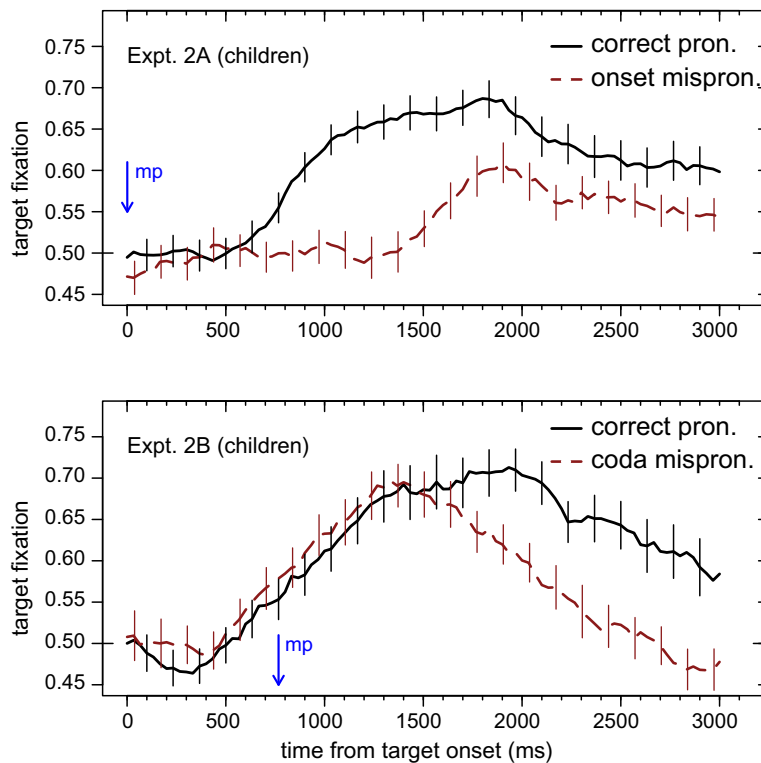 Expt. 2A (children)
correct pron.
onset mispron.
mp
target fixation
0.75
0.70
0.65
0.60
0.55
0.50
0.45
0 500 1000 1500 2000 2500 3000
Expt. 2B (children)
correct pron.
coda mispron.
mp
target fixation
0.75
0.70
0.65
0.60
0.55
0.50
0.45
0 500 1000 1500 2000 2500 3000
time from target onset (ms)